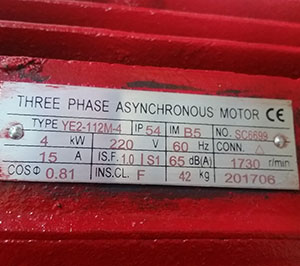 THREE PHASE ASYNCHRONOUS MOTOR CE
TYPE YE2-112M-4 IP 54 IM B5 NO. SC6699
4 kW 220 V 60 Hz CONN. △
15 A IS.F. 1.0 S1 65 dB(A) 1730 r/min
COSΦ 0.81 INS.CL. F 42 kg 201706